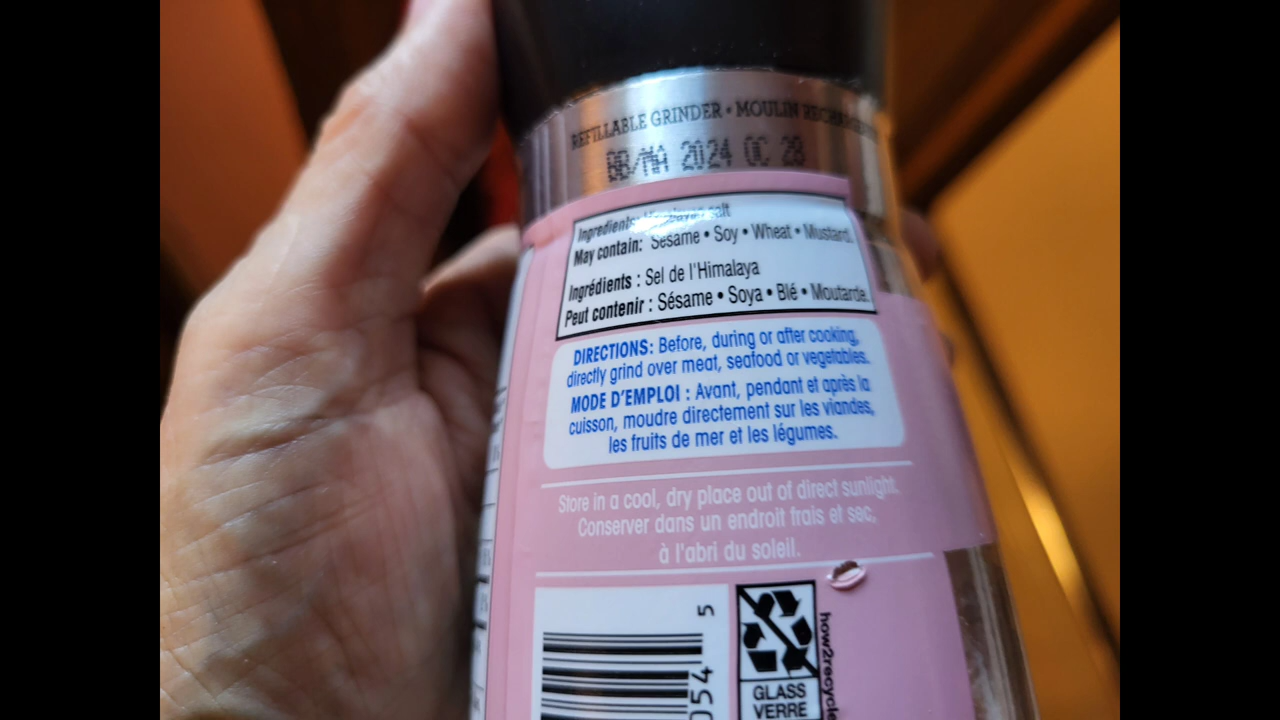 REFILLABLE GRINDER • MOULIN
BB/MA 2024 OC 28
Ingredients: Himalayan salt
May contain: Sesame • Soy • Wheat • Mustard.
Ingrédients : Sel de l'Himalaya
Peut contenir : Sésame • Soya • Blé • Moutarde.
DIRECTIONS: Before, during or after cooking,
directly grind over meat, seafood or vegetables.
MODE D'EMPLOI : Avant, pendant et après la
cuisson, moudre directement sur les viandes,
les fruits de mer et les légumes.
Store in a cool, dry place out of direct sunlight.
Conserver dans un endroit frais et sec,
à l'abri du soleil.
5
054
how2recycle
GLASS
VERRE